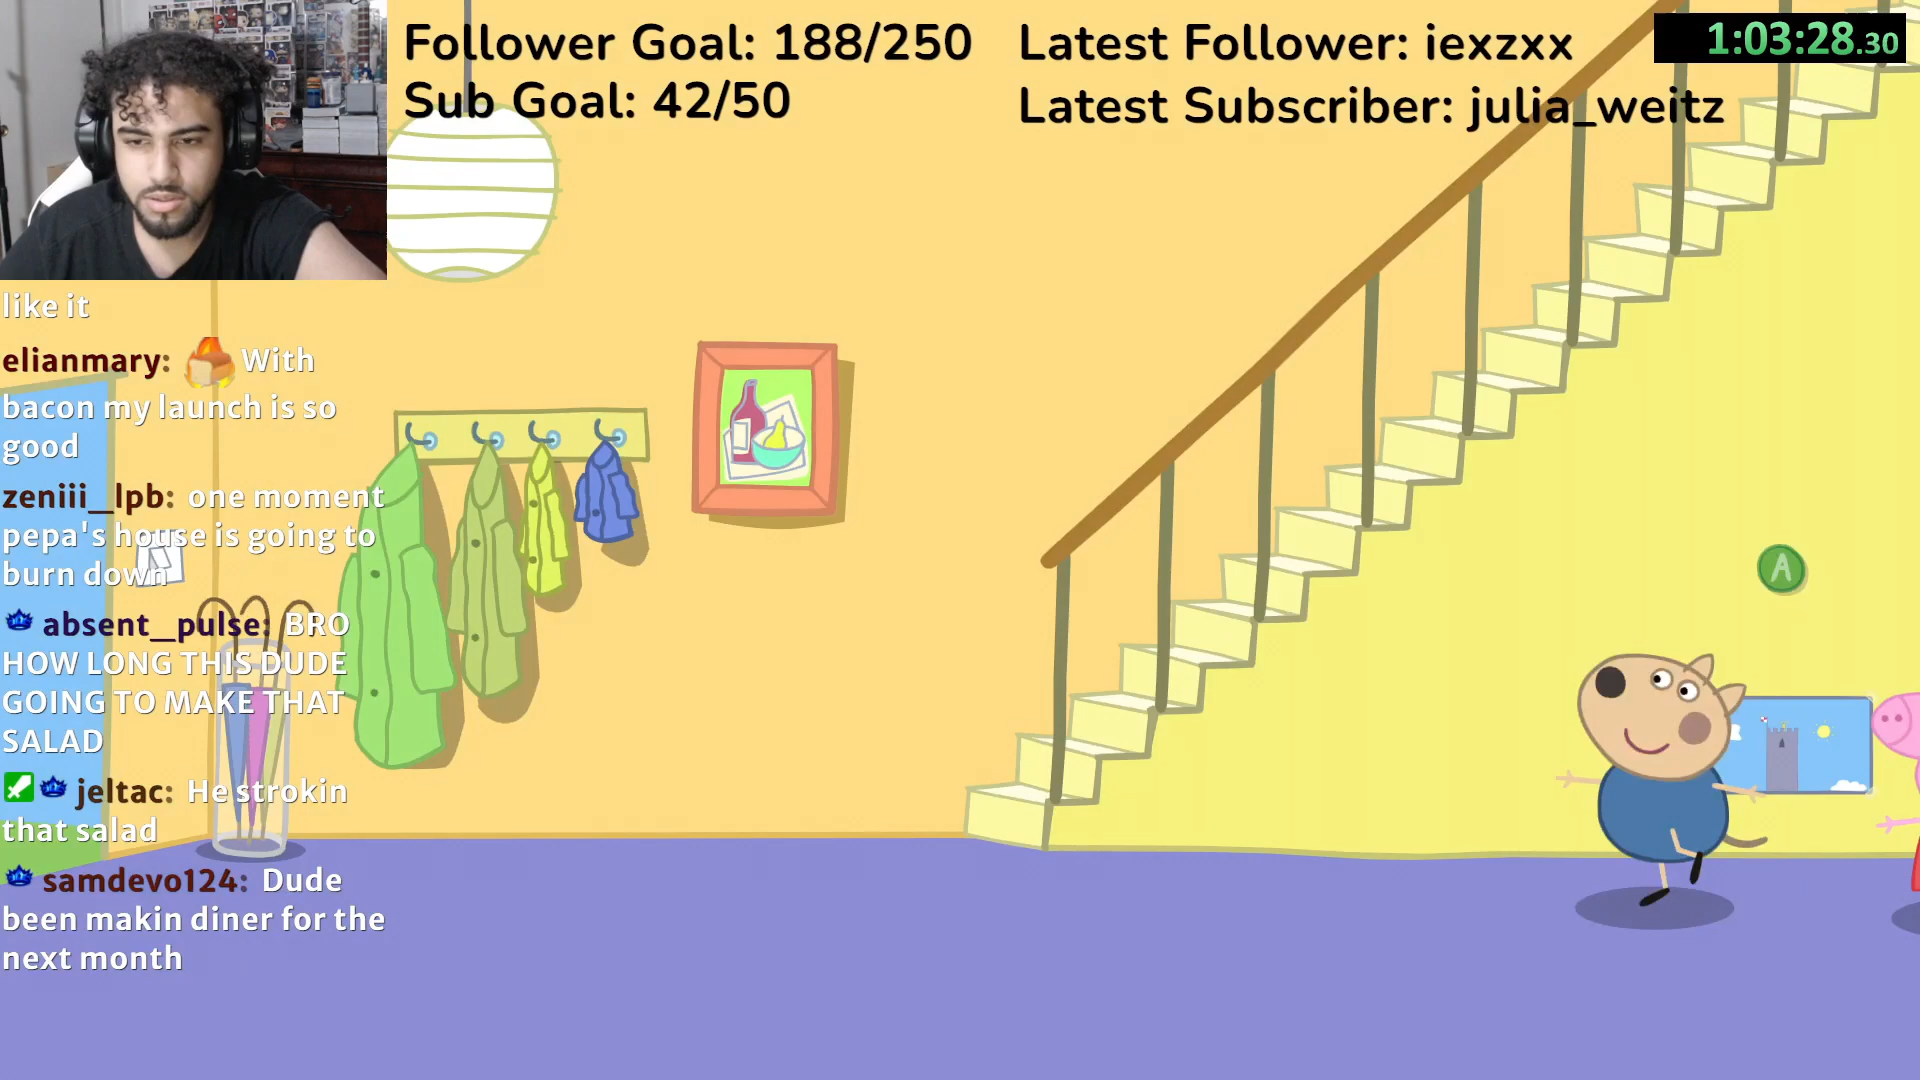 Follower Goal: 188/250
Sub Goal: 42/50
Latest Follower: iexzxx
Latest Subscriber: julia_weitz
1:03:28.30
like it
elianmary: With
bacon my launch is so
good
zeniii_lpb: one moment
pepa's house is going to
burn down
absent_pulse: BRO
HOW LONG THIS DUDE
GOING TO MAKE THAT
SALAD
jeltac: He strokin
that salad
samdevo124: Dude
been makin diner for the
next month
A